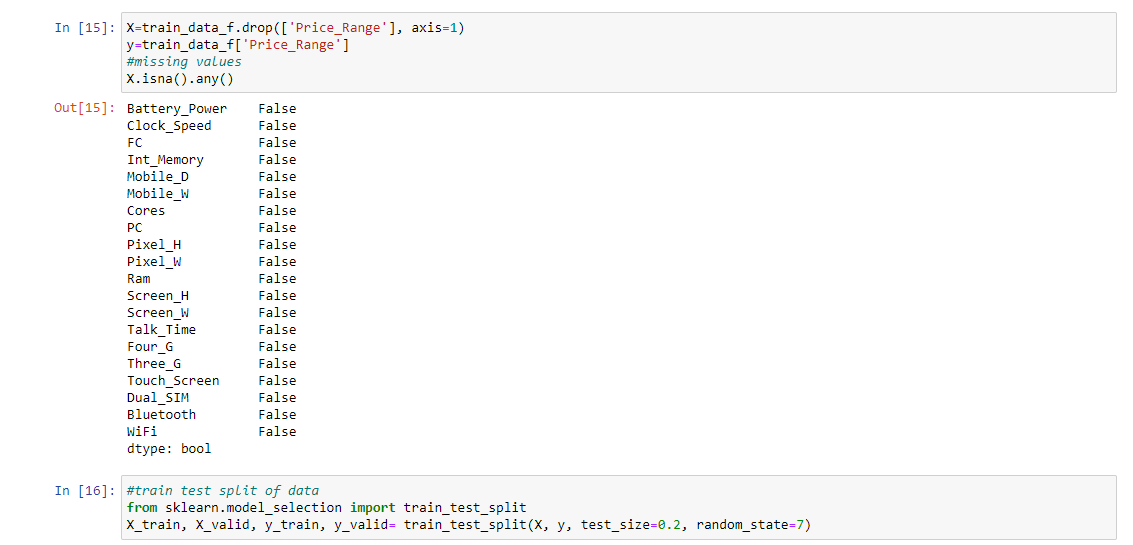 In [15]: X=train_data_f.drop(['Price_Range'], axis=1)
y=train_data_f['Price_Range']
#missing values
X.isna().any()
Out[15]: Battery_Power    False
Clock_Speed      False
FC               False
Int_Memory       False
Mobile_D         False
Mobile_W         False
Cores            False
PC               False
Pixel_H          False
Pixel_W          False
Ram              False
Screen_H         False
Screen_W         False
Talk_Time        False
Four_G           False
Three_G          False
Touch_Screen     False
Dual_SIM         False
Bluetooth        False
WiFi             False
dtype: bool
In [16]: #train test split of data
from sklearn.model_selection import train_test_split
X_train, X_valid, y_train, y_valid= train_test_split(X, y, test_size=0.2, random_state=7)